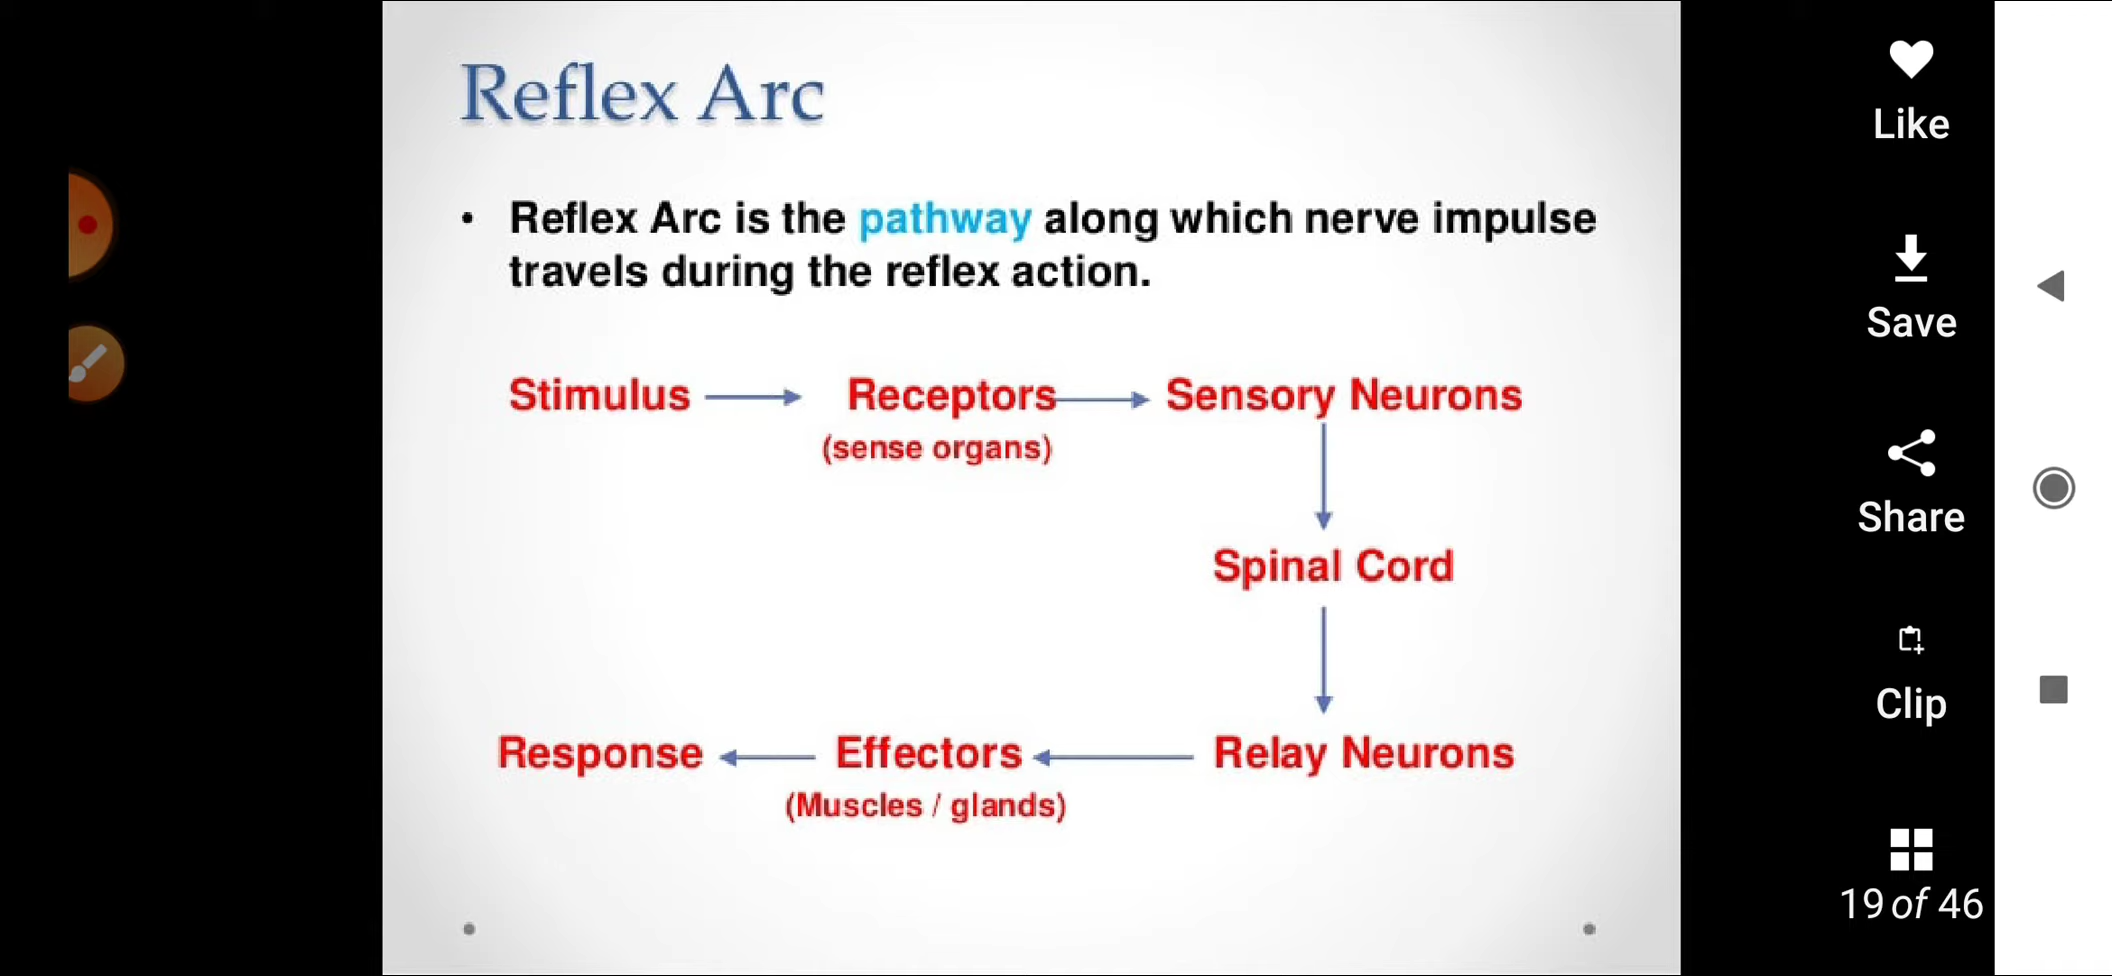 Reflex Arc
• Reflex Arc is the pathway along which nerve impulse
travels during the reflex action.
Stimulus Receptors Sensory Neurons
(sense organs)
Spinal Cord
Response Effectors Relay Neurons
(Muscles / glands)
Like
Save
Share
Clip
19 of 46